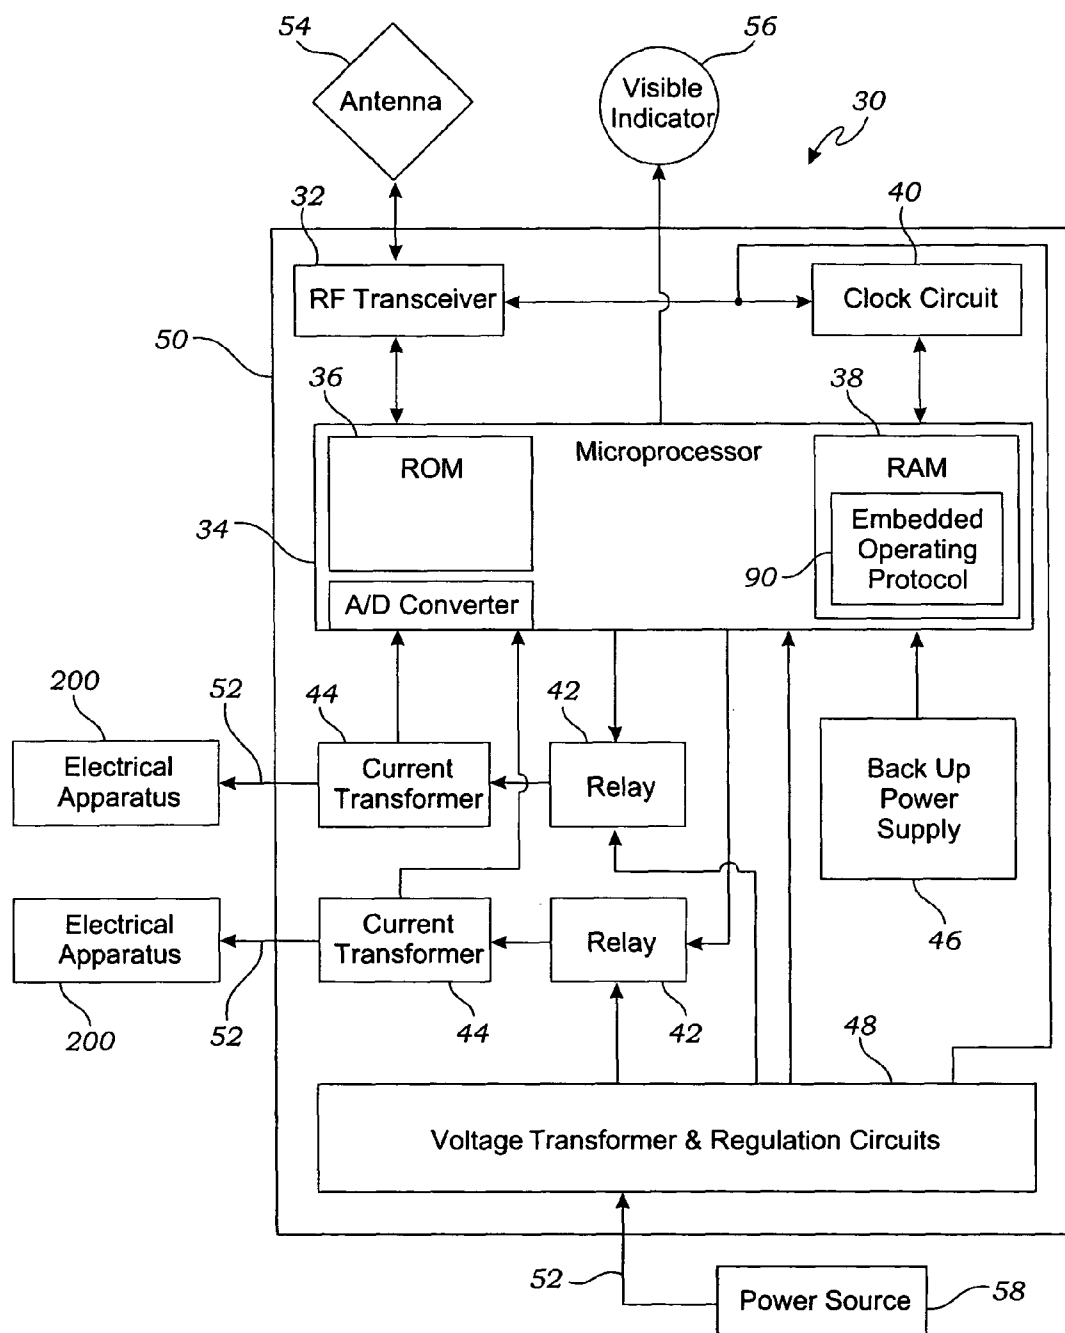 54
56
Antenna
Visible
Indicator
30
32
40
RF Transceiver
Clock Circuit
50
36
38
ROM
Microprocessor
RAM
34
Embedded
Operating
Protocol
90
A/D Converter
200
52
44
42
Electrical
Apparatus
Current
Transformer
Relay
Back Up
Power
Supply
Electrical
Apparatus
Current
Transformer
Relay
46
200
52
44
42
48
Voltage Transformer & Regulation Circuits
52
Power Source
58